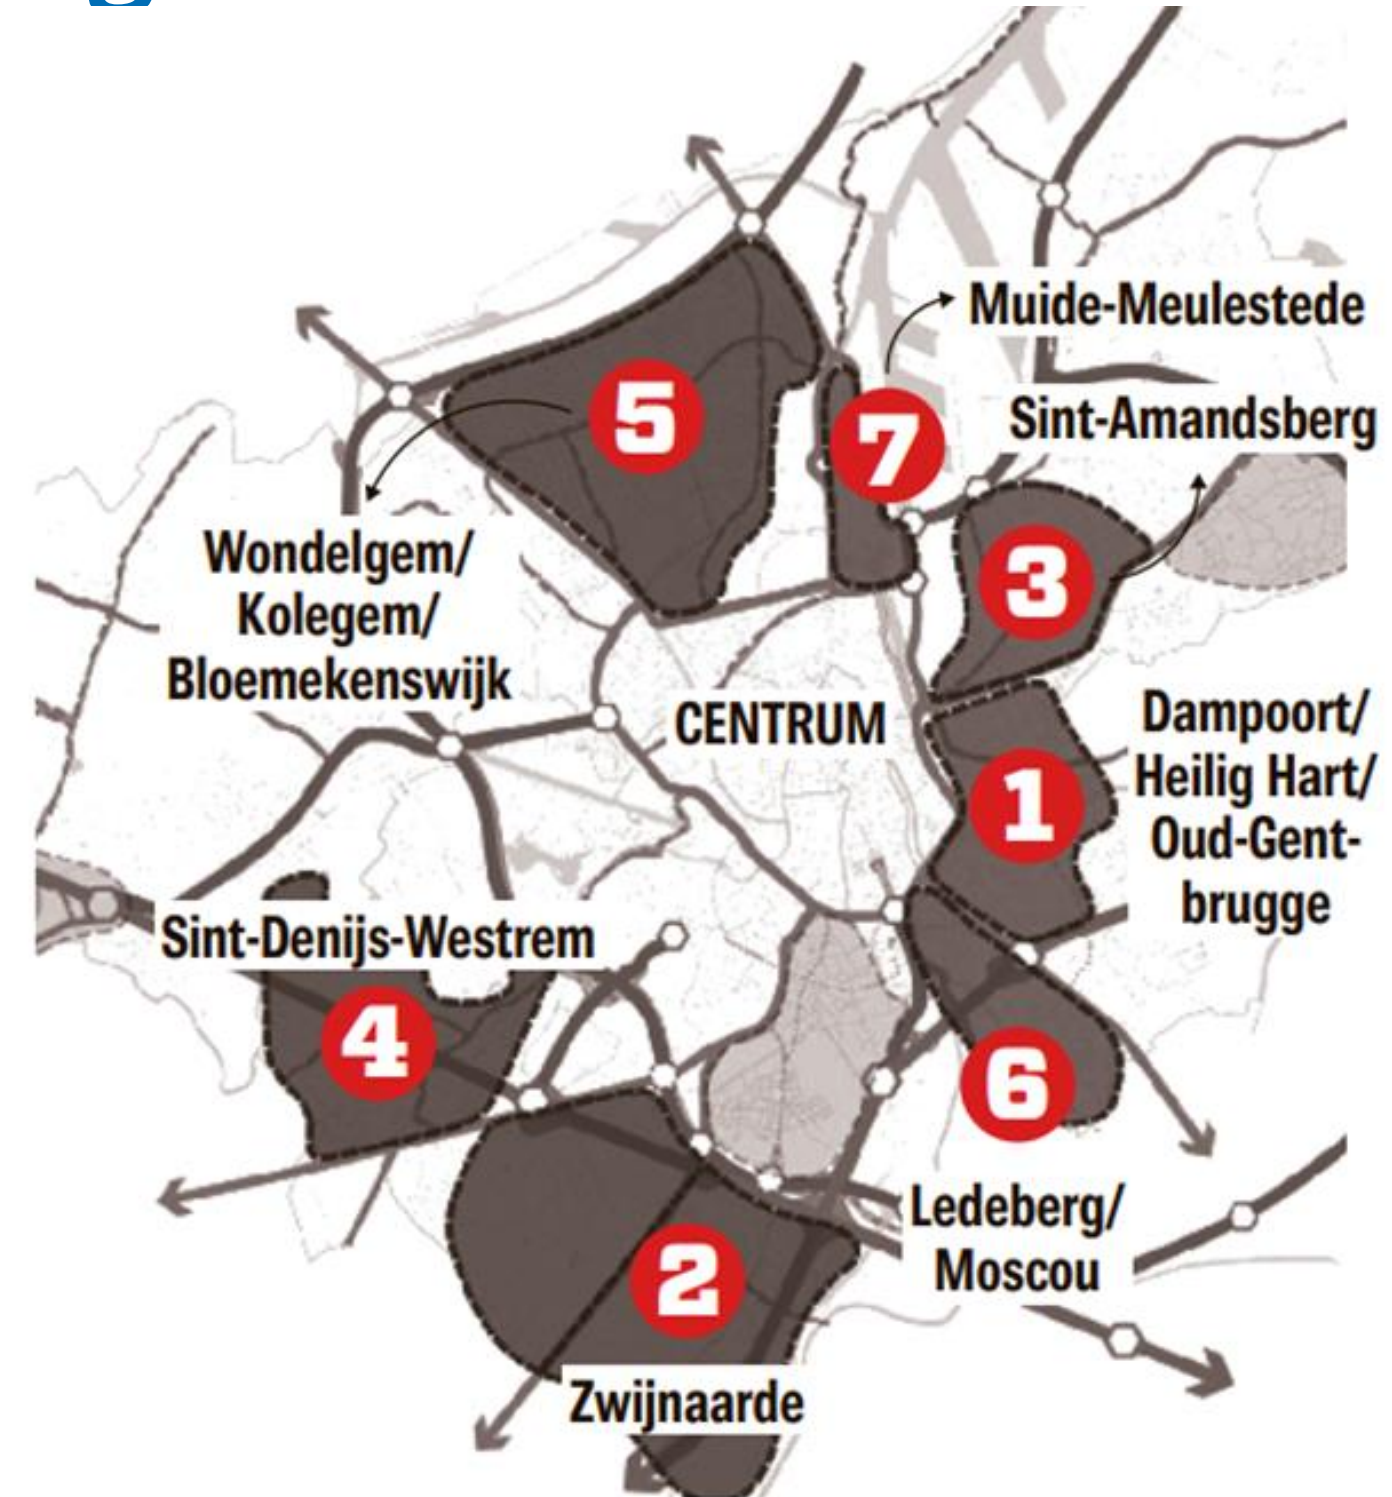 Muide-Meulestede
5
7
Sint-Amandsberg
Wondelgem/
Kolegem/
Bloemekenswijk
3
CENTRUM
Dampoort/
Heilig Hart/
Oud-Gent-
brugge
1
Sint-Denijs-Westrem
4
6
Ledeberg/
Moscou
2
Zwijnaarde